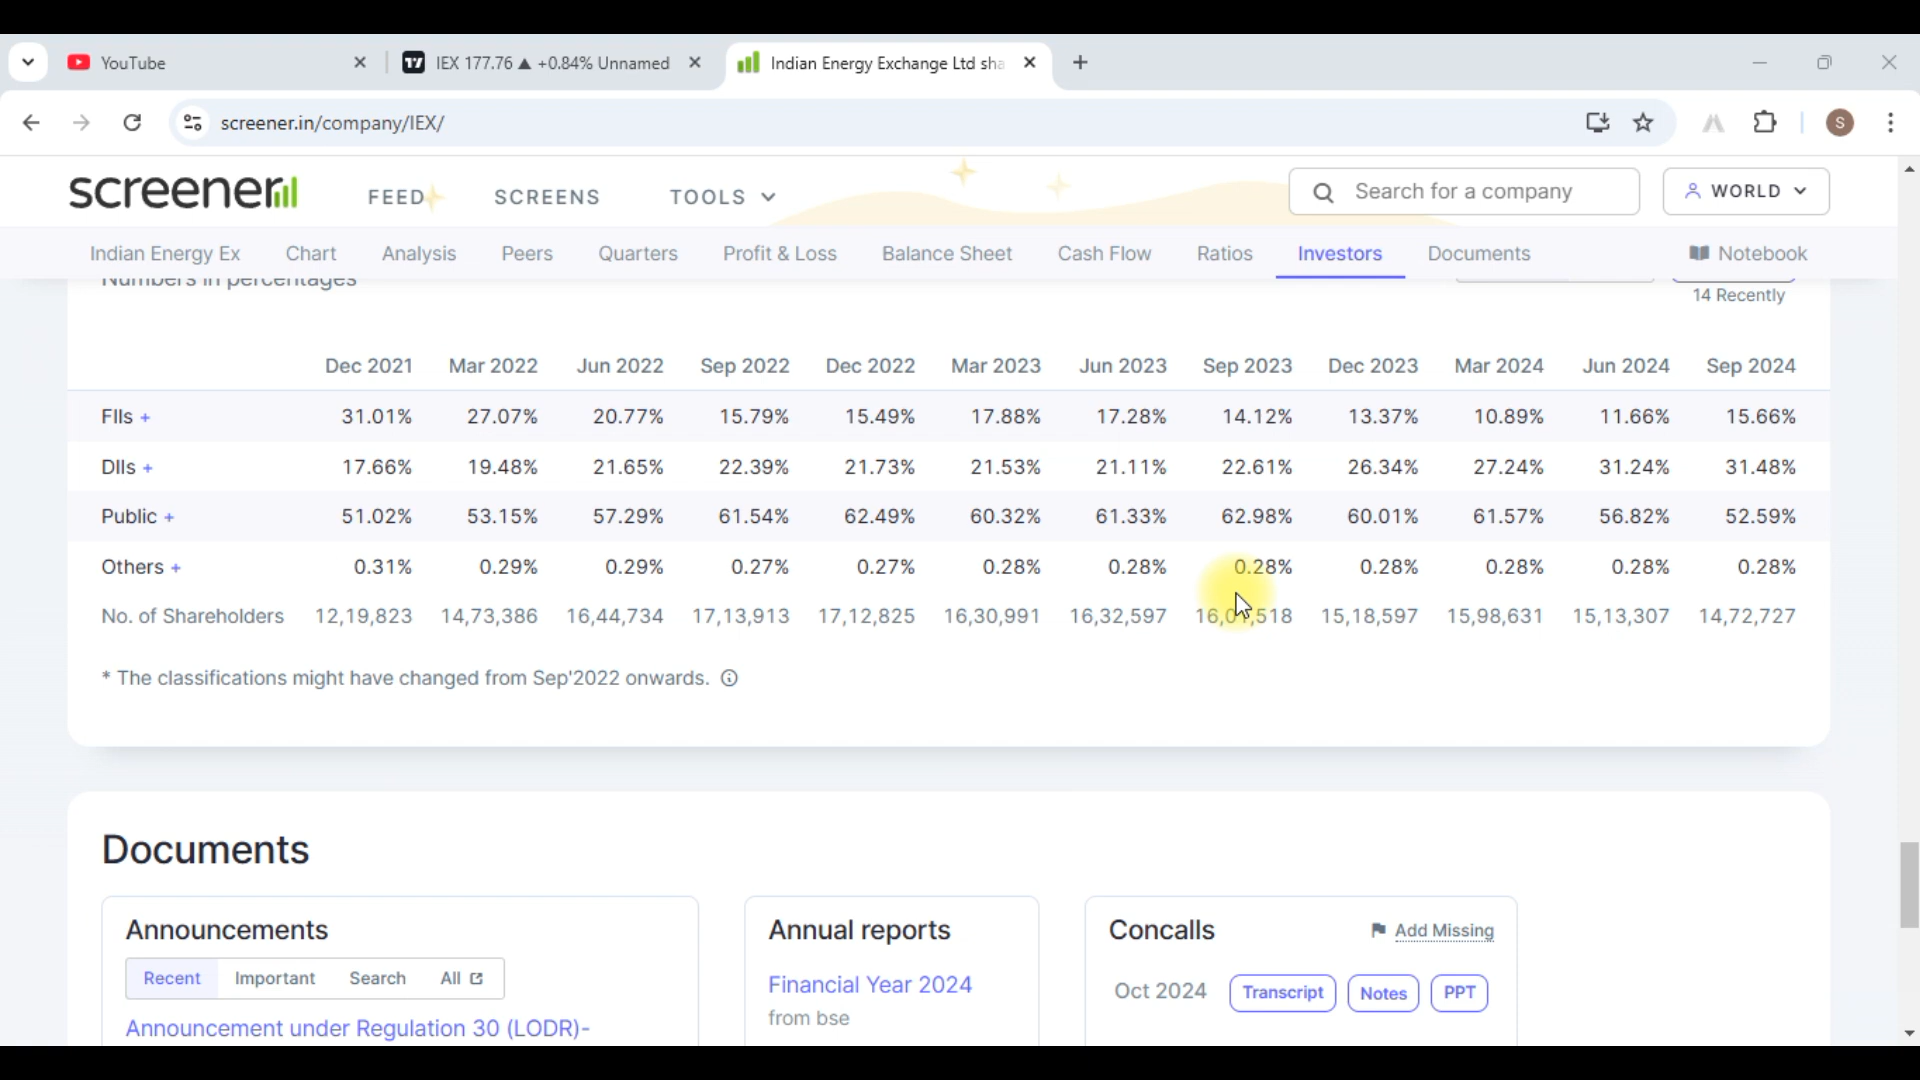 YouTube
IEX 177.76 ▲ +0.84% Unnamed
Indian Energy Exchange Ltd sha
screener.in/company/IEX/
S
screener
FEED
SCREENS
TOOLS
Search for a company
WORLD
Indian Energy Ex Chart Analysis Peers Quarters Profit & Loss Balance Sheet Cash Flow Ratios Investors Documents Notebook
Numbers in percentages
14 Recently
Dec 2021 Mar 2022 Jun 2022 Sep 2022 Dec 2022 Mar 2023 Jun 2023 Sep 2023 Dec 2023 Mar 2024 Jun 2024 Sep 2024
FIIs + 31.01% 27.07% 20.77% 15.79% 15.49% 17.88% 17.28% 14.12% 13.37% 10.89% 11.66% 15.66%
DIIs + 17.66% 19.48% 21.65% 22.39% 21.73% 21.53% 21.11% 22.61% 26.34% 27.24% 31.24% 31.48%
Public + 51.02% 53.15% 57.29% 61.54% 62.49% 60.32% 61.33% 62.98% 60.01% 61.57% 56.82% 52.59%
Others + 0.31% 0.29% 0.29% 0.27% 0.27% 0.28% 0.28% 0.28% 0.28% 0.28% 0.28% 0.28%
No. of Shareholders 12,19,823 14,73,386 16,44,734 17,13,913 17,12,825 16,30,991 16,32,597 15,18,597 15,98,631 15,13,307 14,72,727
* The classifications might have changed from Sep'2022 onwards.
Documents
Announcements
Recent Important Search All
Announcement under Regulation 30 (LODR)-
Annual reports
Financial Year 2024
from bse
Concalls
Add Missing
Oct 2024 Transcript Notes PPT